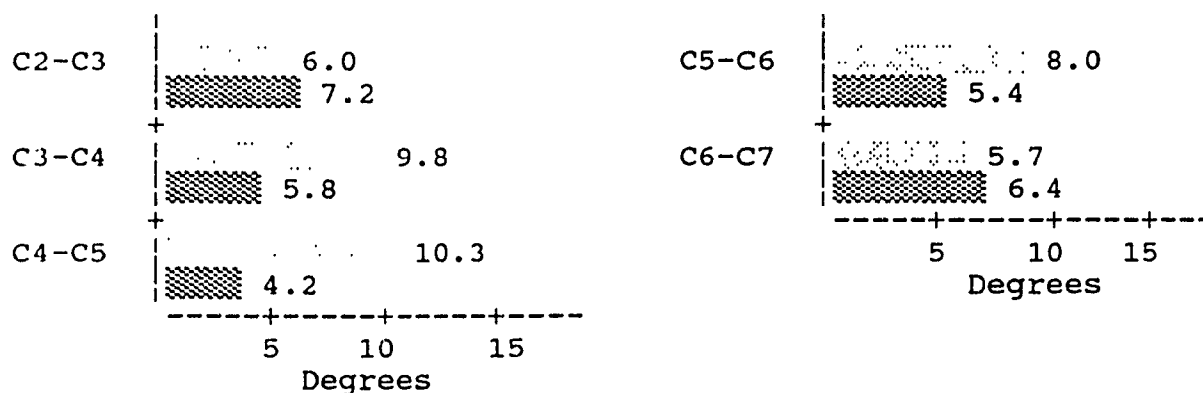 C2-C3 6.0
7.2
C3-C4 9.8
5.8
C4-C5 10.3
4.2
5 10 15
Degrees
C5-C6 8.0
5.4
C6-C7 5.7
6.4
5 10 15
Degrees